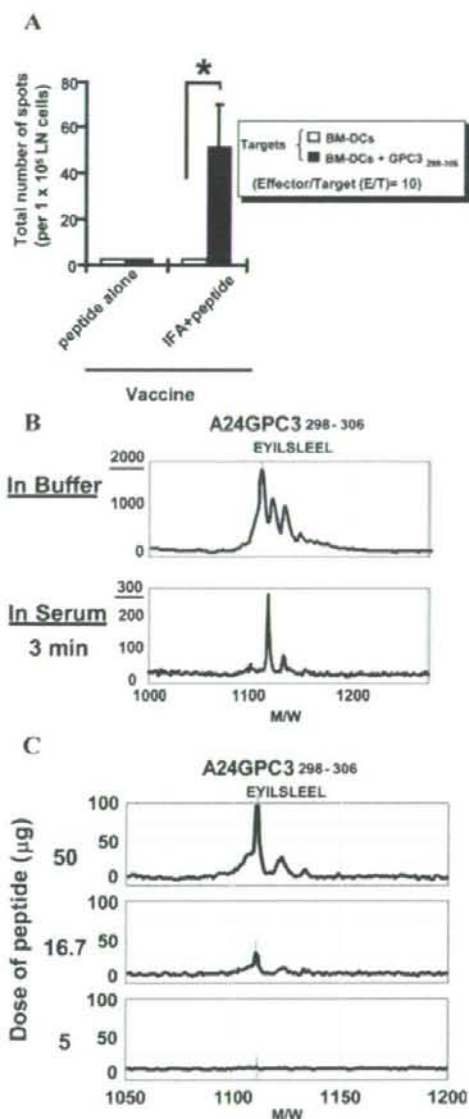 A
*
80
60
40
20
0
Total number of spots
(per 1 x 10⁵ LN cells)
peptide alone
IFA+peptide
Vaccine
Targets
BM-DCs
BM-DCs + GPC3 298-306
(Effector/Target (E/T)= 10)
B
A24GPC3 298-306
EYILSLEEL
In Buffer
2000
1000
0
In Serum
3 min
300
200
100
0
1000
1100
1200
M/W
C
A24GPC3 298-306
EYILSLEEL
Dose of peptide (μg)
50
100
50
0
16.7
100
50
0
5
100
50
0
1050
1100
1150
1200
M/W